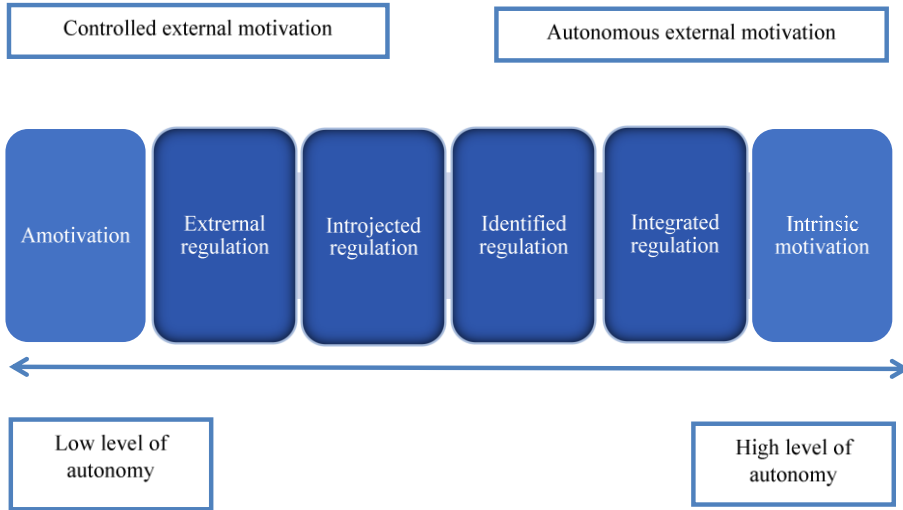 Controlled external motivation
Autonomous external motivation
Amotivation
Extrernal
regulation
Introjected
regulation
Identified
regulation
Integrated
regulation
Intrinsic
motivation
Low level of
autonomy
High level of
autonomy